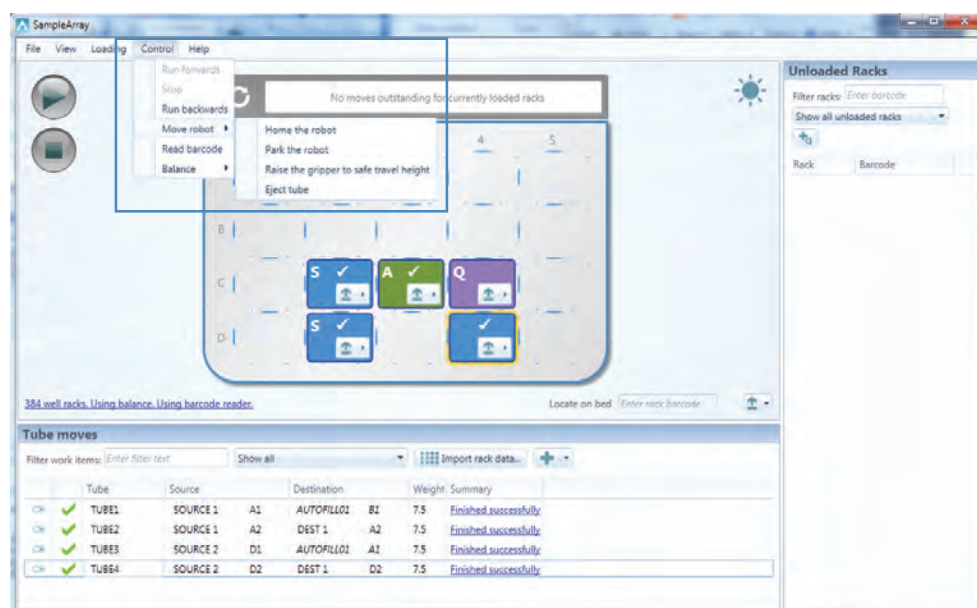 SampleArray
File View Loading Control Help
Run forwards
Stop
Run backwards
Move robot
Read barcode
Balance
Home the robot
Park the robot
Raise the gripper to safe travel height
Eject tube
No moves outstanding for currently loaded racks
4 5
B
C
D
S A Q
S
384 well racks. Using balance. Using barcode reader.
Locate on bed Enter rack barcode
Unloaded Racks
Filter racks: Enter barcode
Show all unloaded racks
Rack Barcode
Tube moves
Filter work items: Enter filter text Show all Import rack data...
Tube Source Destination Weight Summary
TUBE1 SOURCE 1 A1 AUTOFILL01 B1 7.5 Finished successfully
TUBE2 SOURCE 1 A2 DEST 1 A2 7.5 Finished successfully
TUBE3 SOURCE 2 D1 AUTOFILL01 A1 7.5 Finished successfully
TUBE4 SOURCE 2 D2 DEST 1 D2 7.5 Finished successfully